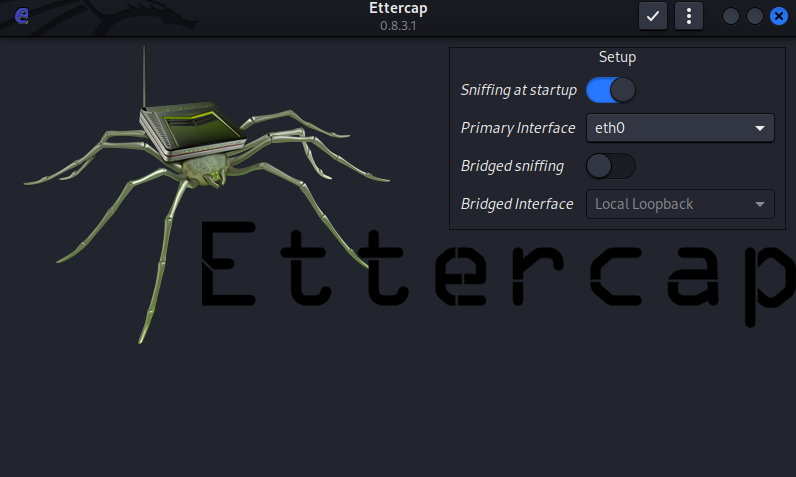 Ettercap
0.8.3.1
Setup
Sniffing at startup
Primary Interface eth0
Bridged sniffing
Bridged Interface Local Loopback
Ettercap